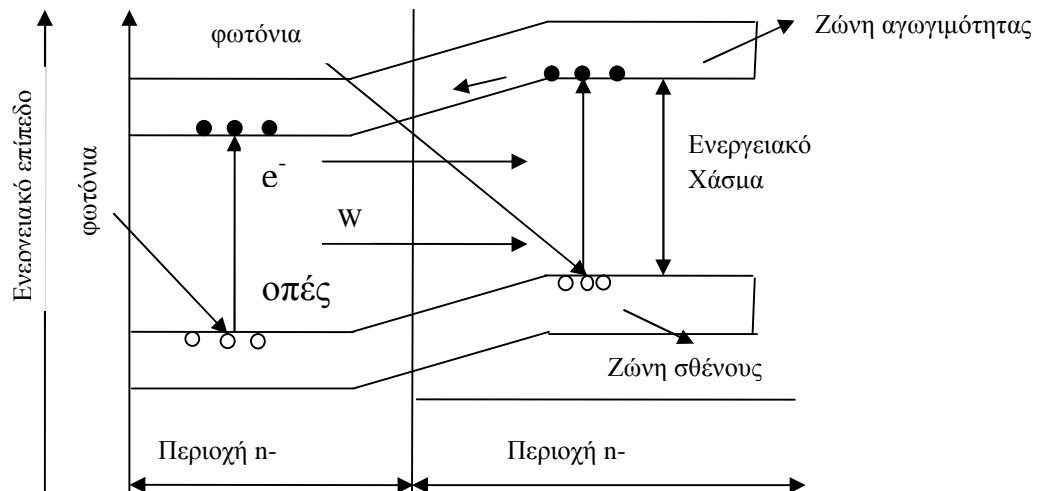 φωτόνια
Ζώνη αγωγιμότητας
Ενεργειακό επίπεδο
φωτόνια
e-
W
οπές
Ενεργειακό
Χάσμα
Ζώνη σθένους
Περιοχή n-
Περιοχή n-